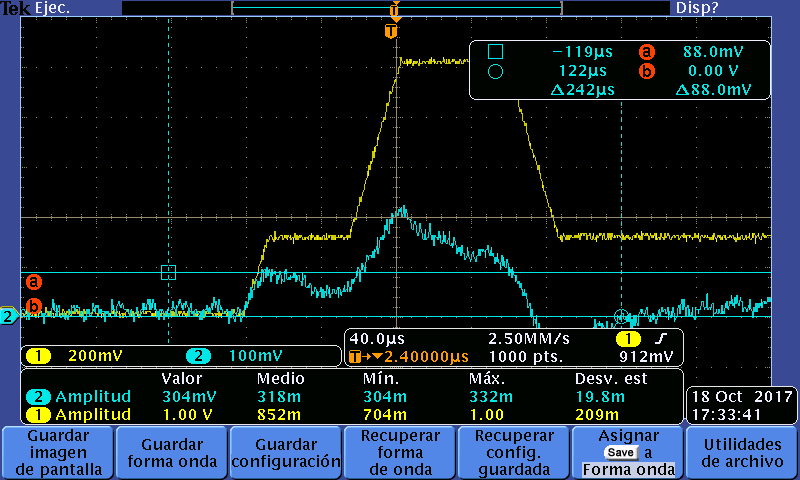 Tek Ejec. Disp?
T
T
−119µs a 88.0mV
122µs b 0.00 V
Δ242µs Δ88.0mV
a
b
2
1 200mV 2 100mV
40.0µs 2.50MM/s 1
T→▼2.40000µs 1000 pts. 912mV
Valor Medio Mín. Máx. Desv. est
2 Amplitud 304mV 318m 304m 332m 19.8m
1 Amplitud 1.00 V 852m 704m 1.00 209m
18 Oct 2017
17:33:41
Guardar
imagen
de pantalla
Guardar
forma onda
Guardar
configuración
Recuperar
forma
de onda
Recuperar
config.
guardada
Asignar
Save a
Forma onda
Utilidades
de archivo